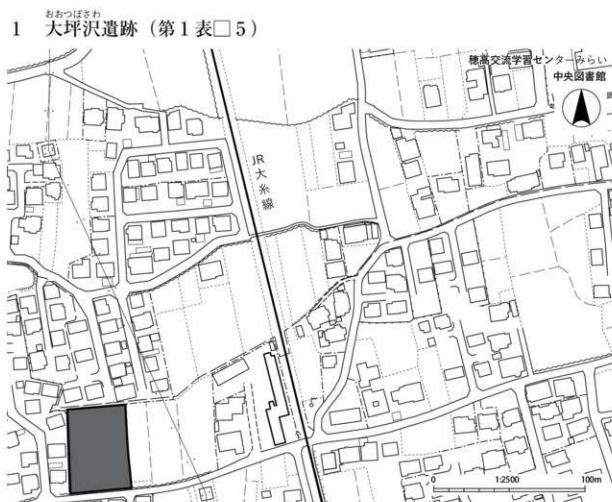 おおつぼさわ
1 大坪沢遺跡(第1表□5)
穂高交流学習センターみらい
中央図書館
JR大糸線
0 1:2500 100m